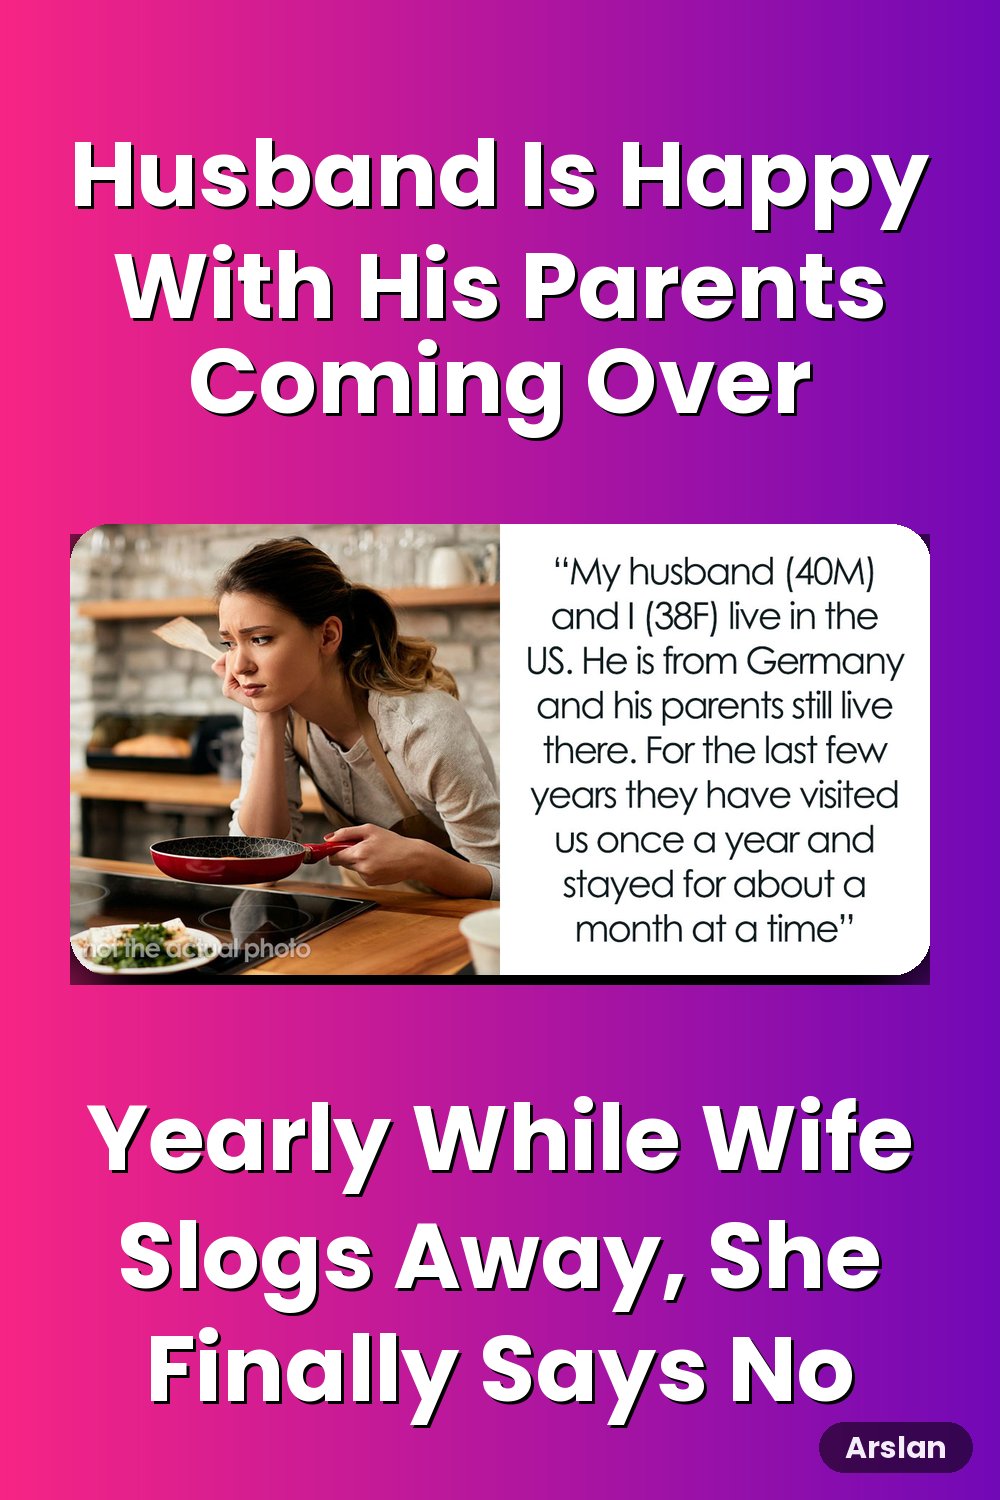 Husband Is Happy
With His Parents
Coming Over
“My husband (40M)
and I (38F) live in the
US. He is from Germany
and his parents still live
there. For the last few
years they have visited
us once a year and
stayed for about a
month at a time”
not the actual photo
Yearly While Wife
Slogs Away, She
Finally Says No
Arslan